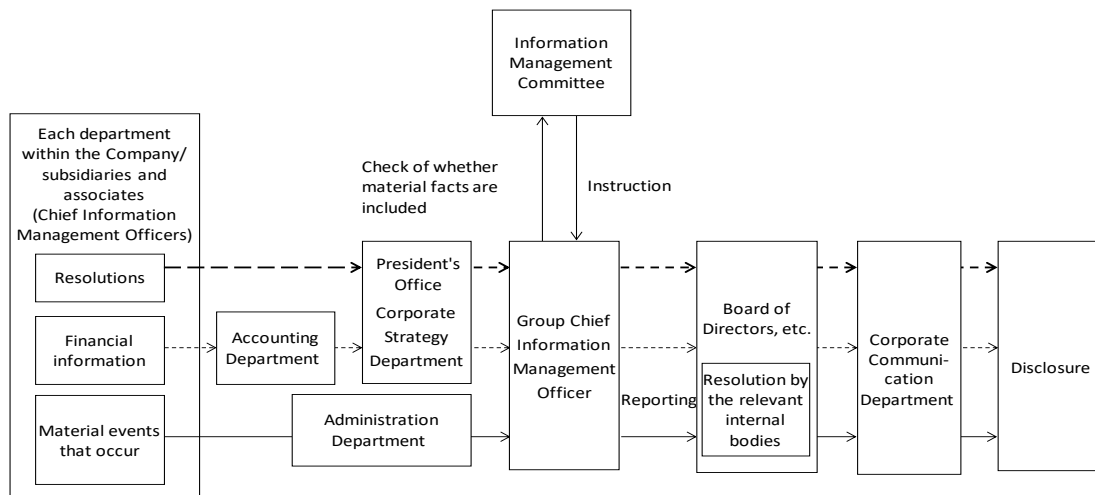 Information
Management
Committee
Each department
within the Company/
subsidiaries and
associates
(Chief Information
Management Officers)
Check of whether
material facts are
included
Instruction
Resolutions
President's
Office
Corporate
Strategy
Department
Financial
information
Accounting
Department
Group Chief
Information
Management
Officer
Board of
Directors, etc.
Corporate
Communi-
cation
Department
Disclosure
Material events
that occur
Administration
Department
Reporting
Resolution by
the relevant
internal
bodies